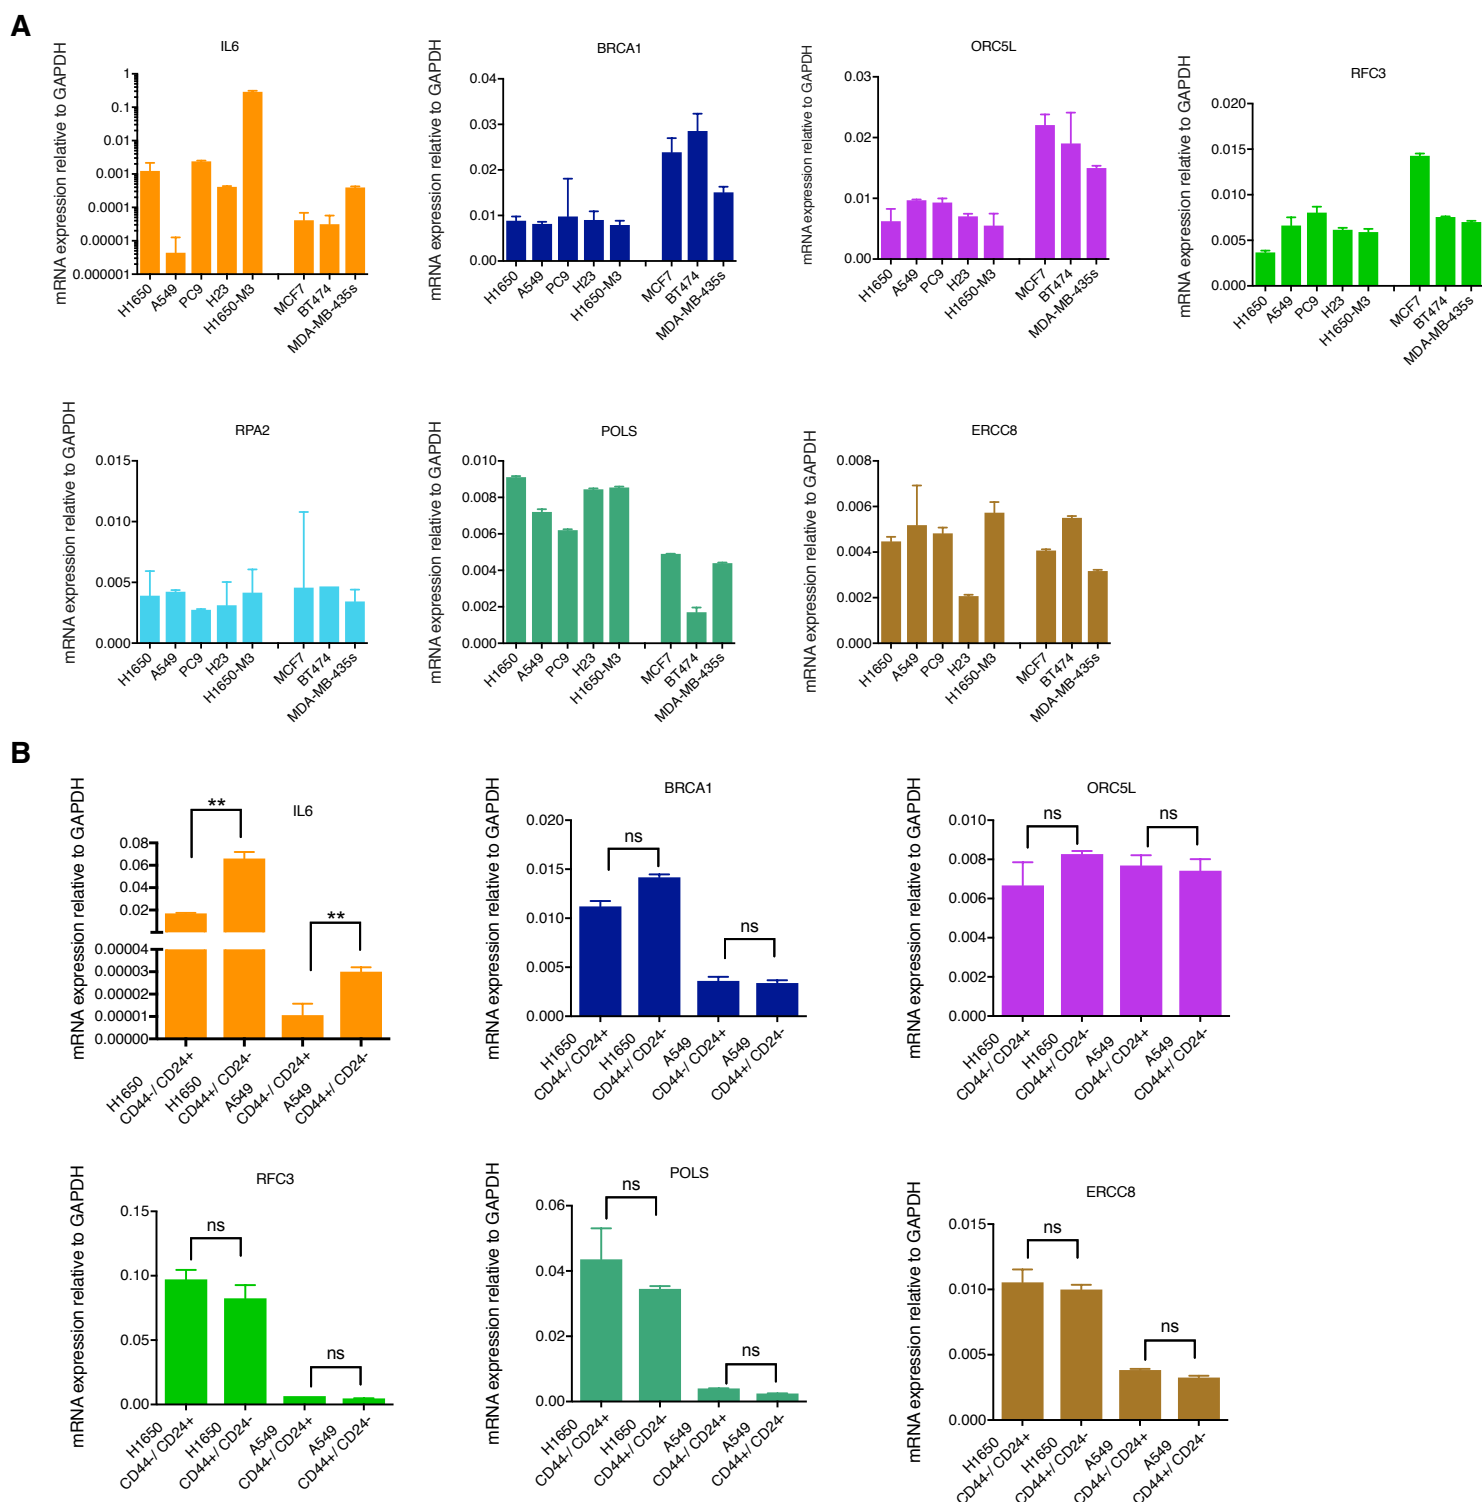 A
IL6
mRNA expression relative to GAPDH
1
0.1
0.01
0.001
0.0001
0.00001
0.000001
H1650
A549
PC9
H23
H1650-M3
MCF7
BT474
MDA-MB-435s
BRCA1
mRNA expression relative to GAPDH
0.04
0.03
0.02
0.01
0.00
H1650
A549
PC9
H23
H1650-M3
MCF7
BT474
MDA-MB-435s
ORC5L
mRNA expression relative to GAPDH
0.03
0.02
0.01
0.00
H1650
A549
PC9
H23
H1650-M3
MCF7
BT474
MDA-MB-435s
RFC3
mRNA expression relative to GAPDH
0.020
0.015
0.010
0.005
0.000
H1650
A549
PC9
H23
H1650-M3
MCF7
BT474
MDA-MB-435s
RPA2
mRNA expression relative to GAPDH
0.015
0.010
0.005
0.000
H1650
A549
PC9
H23
H1650-M3
MCF7
BT474
MDA-MB-435s
POLS
mRNA expression relative to GAPDH
0.010
0.008
0.006
0.004
0.002
0.000
H1650
A549
PC9
H23
H1650-M3
MCF7
BT474
MDA-MB-435s
ERCC8
mRNA expression relative to GAPDH
0.008
0.006
0.004
0.002
0.000
H1650
A549
PC9
H23
H1650-M3
MCF7
BT474
MDA-MB-435s
B
IL6
mRNA expression relative to GAPDH
**
**
0.08
0.06
0.04
0.02
0.00004
0.00003
0.00002
0.00001
0.00000
H1650
CD44-/ CD24+
H1650
CD44+/ CD24-
A549
CD44-/ CD24+
A549
CD44+/ CD24-
BRCA1
mRNA expression relative to GAPDH
ns
ns
0.020
0.015
0.010
0.005
0.000
H1650
CD44-/ CD24+
H1650
CD44+/ CD24-
A549
CD44-/ CD24+
A549
CD44+/ CD24-
ORC5L
mRNA expression relative to GAPDH
ns
ns
0.010
0.008
0.006
0.004
0.002
0.000
H1650
CD44-/ CD24+
H1650
CD44+/ CD24-
A549
CD44-/ CD24+
A549
CD44+/ CD24-
RFC3
mRNA expression relative to GAPDH
ns
ns
0.15
0.10
0.05
0.00
H1650
CD44-/ CD24+
H1650
CD44+/ CD24-
A549
CD44-/ CD24+
A549
CD44+/ CD24-
POLS
mRNA expression relative to GAPDH
ns
ns
0.06
0.04
0.02
0.00
H1650
CD44-/ CD24+
H1650
CD44+/ CD24-
A549
CD44-/ CD24+
A549
CD44+/ CD24-
ERCC8
mRNA expression relative to GAPDH
ns
ns
0.015
0.010
0.005
0.000
H1650
CD44-/ CD24+
H1650
CD44+/ CD24-
A549
CD44-/ CD24+
A549
CD44+/ CD24-